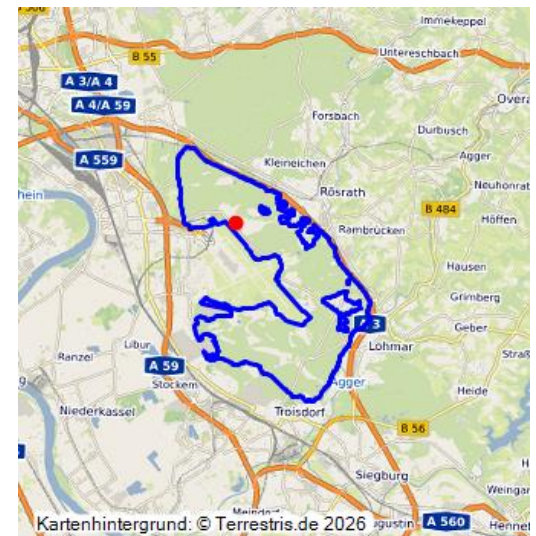 Immekeppel
Untereschbach
B 55
A 3/A 4
A 4/A 59
Overa
Forsbach
Durbusch
A 559
Kleineichen
Agger
Neuhonrat
Rösrath
B 484
Höffen
hein
Rambrücken
Hausen
Grimberg
Geber
Libur
Lohmar
Straß
Ranzel
A 59
Stockem
Agger
Heide
Niederkassel
Troisdorf
B 56
Siegburg
Weingar
A 560
Hennef
Kartenhintergrund: © Terrestris.de 2026